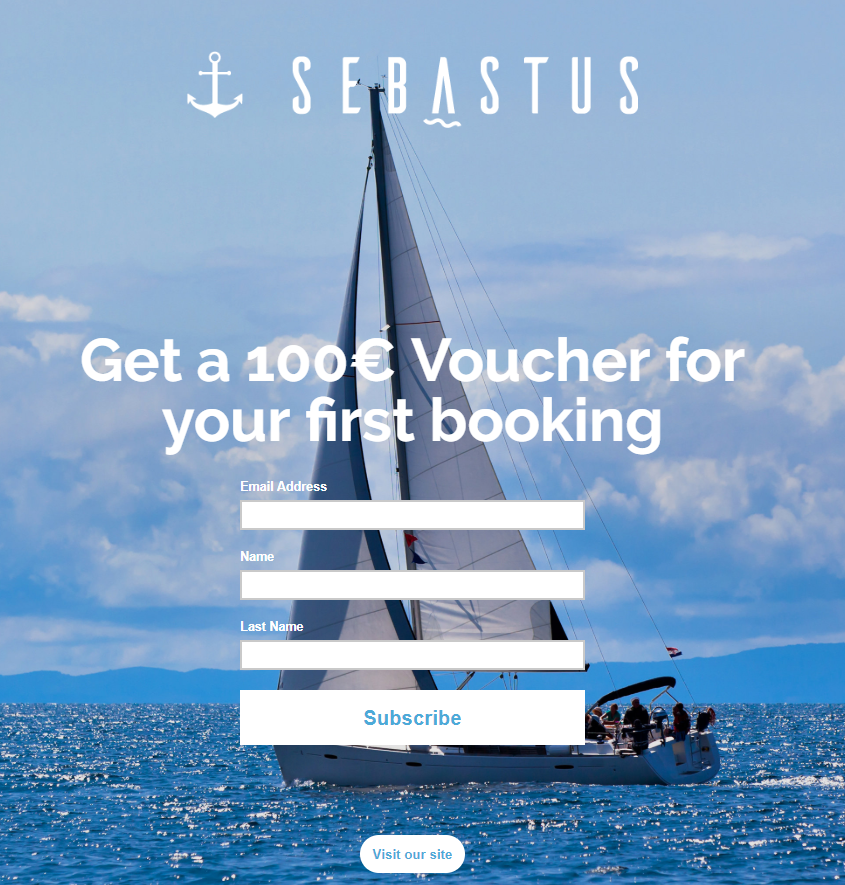 SEBASTUS
Get a 100€ Voucher for
your first booking
Email Address
Name
Last Name
Subscribe
Visit our site